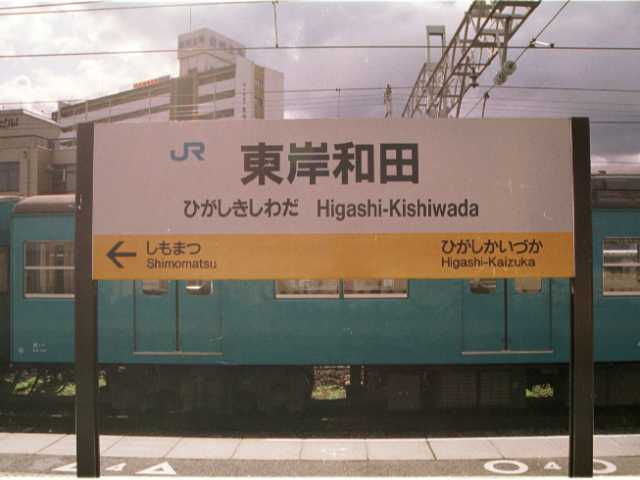 JR 東岸和田
ひがしきしわだ Higashi-Kishiwada
← しもまつ ひがしかいづか
Shimomatsu Higashi-Kaizuka